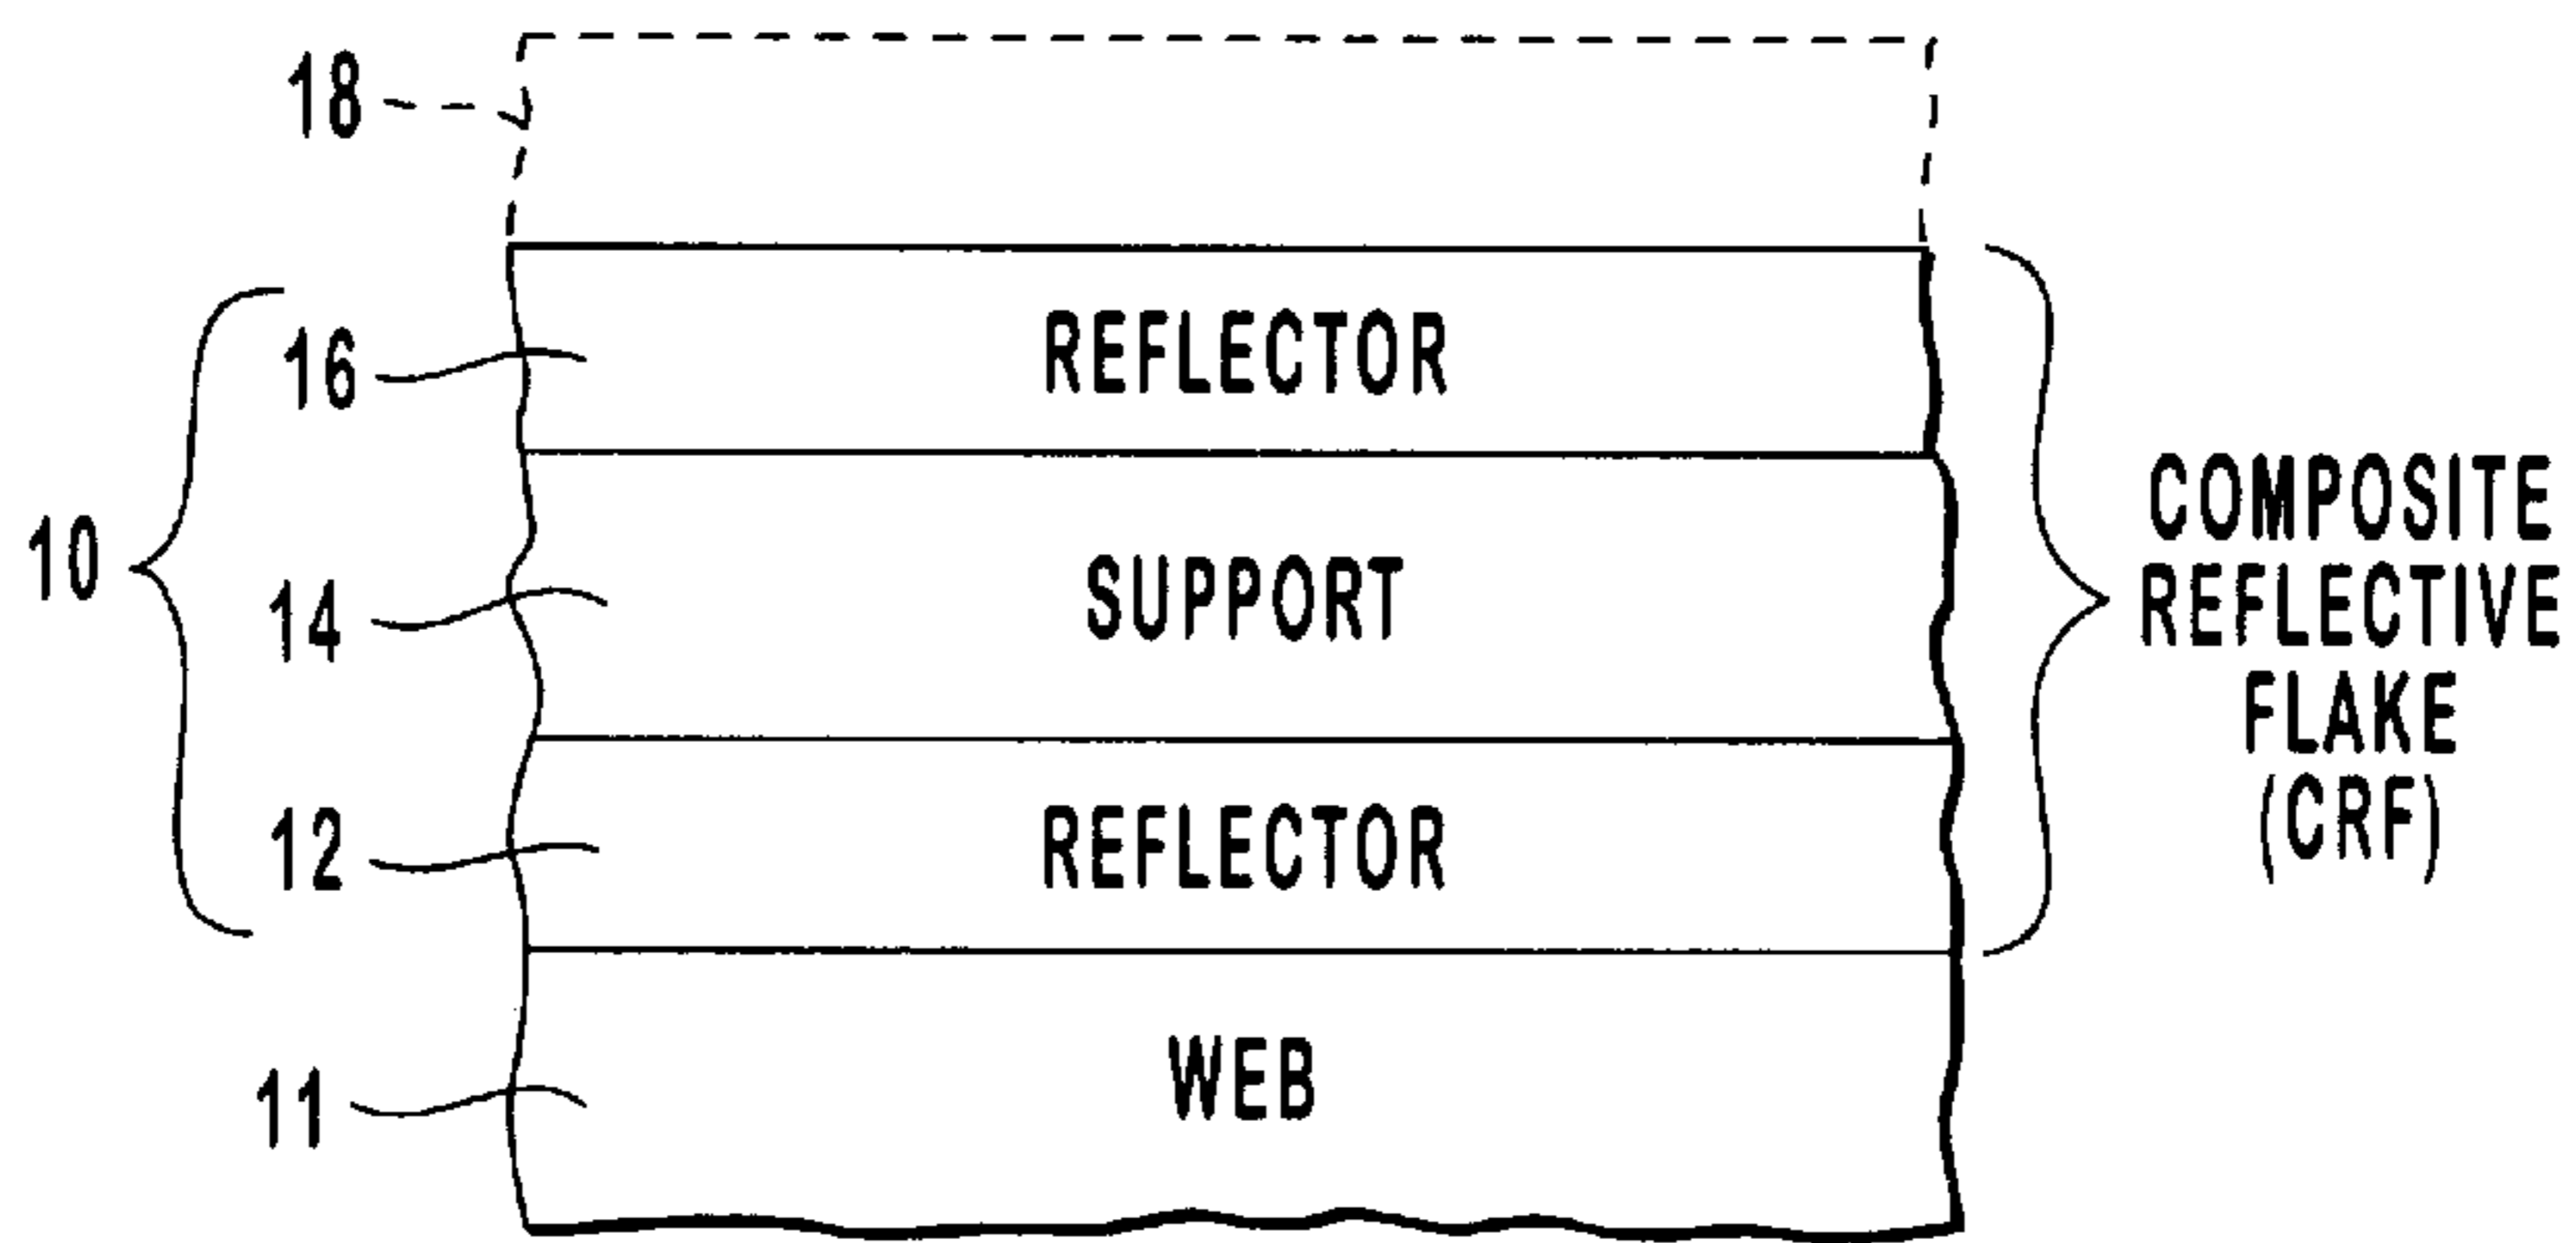 18
16
REFLECTOR
10
14
SUPPORT
12
REFLECTOR
11
WEB
COMPOSITE
REFLECTIVE
FLAKE
(CRF)